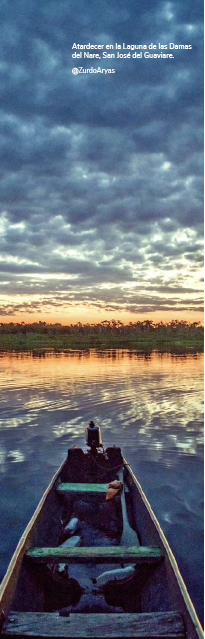 Atardecer en la Laguna de las Damas
del Nare, San José del Guaviare.
@ZurdoAryas